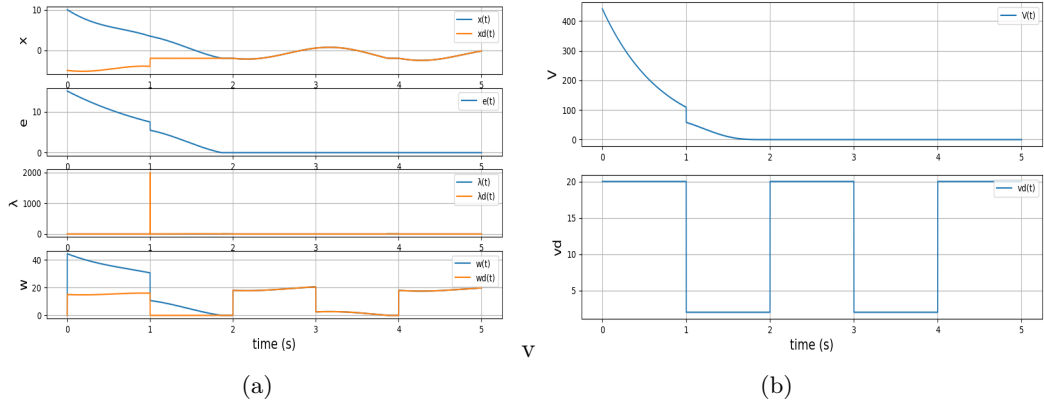 10
0
x
x(t)
xd(t)
0 1 2 3 4 5
10
0
e
e(t)
0 1 2 3 4 5
2000
1000
0
λ
λ(t)
λd(t)
0 1 2 3 4 5
40
20
0
w
w(t)
wd(t)
0 1 2 3 4 5
time (s)
(a)
v
400
300
200
100
0
V
V(t)
0 1 2 3 4 5
20
15
10
5
vd
vd(t)
0 1 2 3 4 5
time (s)
(b)